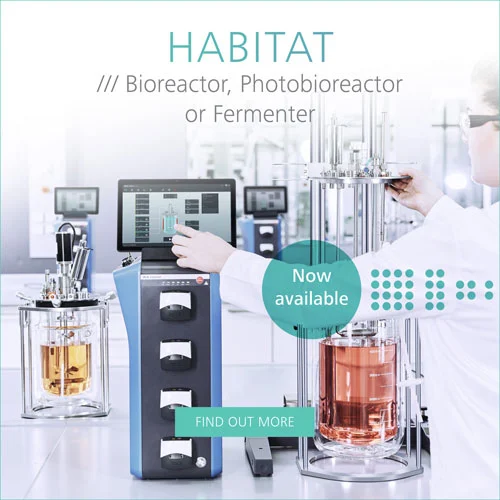 HABITAT
/// Bioreactor, Photobioreactor
or Fermenter
Now
available
FIND OUT MORE